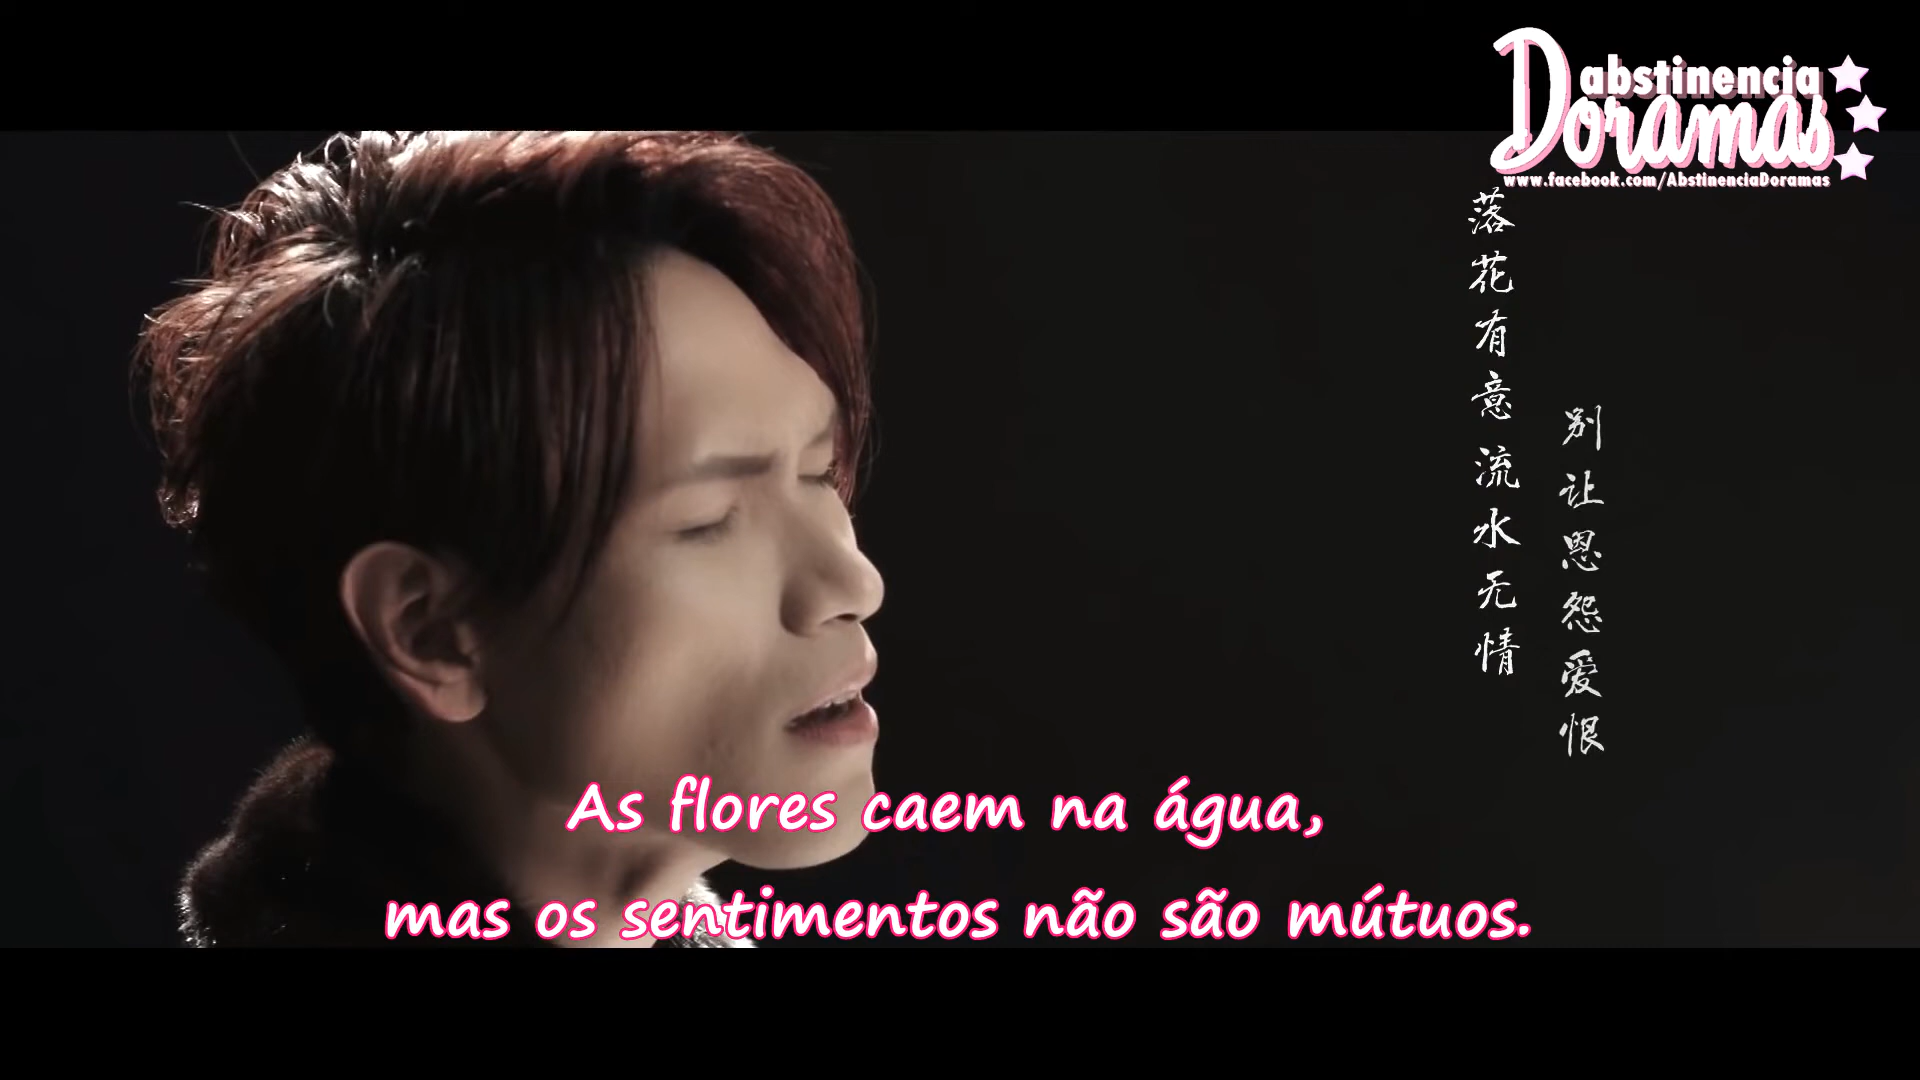 abstinencia
Doramas
www.facebook.com/AbstinenciaDoramas
别让恩怨爱恨
落花有意流水无情
As flores caem na água,
mas os sentimentos não são mútuos.